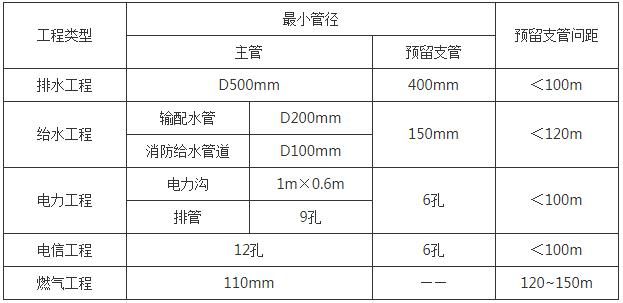 工程类型 最小管径 预留支管间距
主管 预留支管
排水工程 D500mm 400mm ＜100m
给水工程 输配水管 D200mm 150mm ＜120m
消防给水管道 D100mm
电力工程 电力沟 1m×0.6m 6孔 ＜100m
排管 9孔
电信工程 12孔 6孔 ＜100m
燃气工程 110mm —— 120~150m